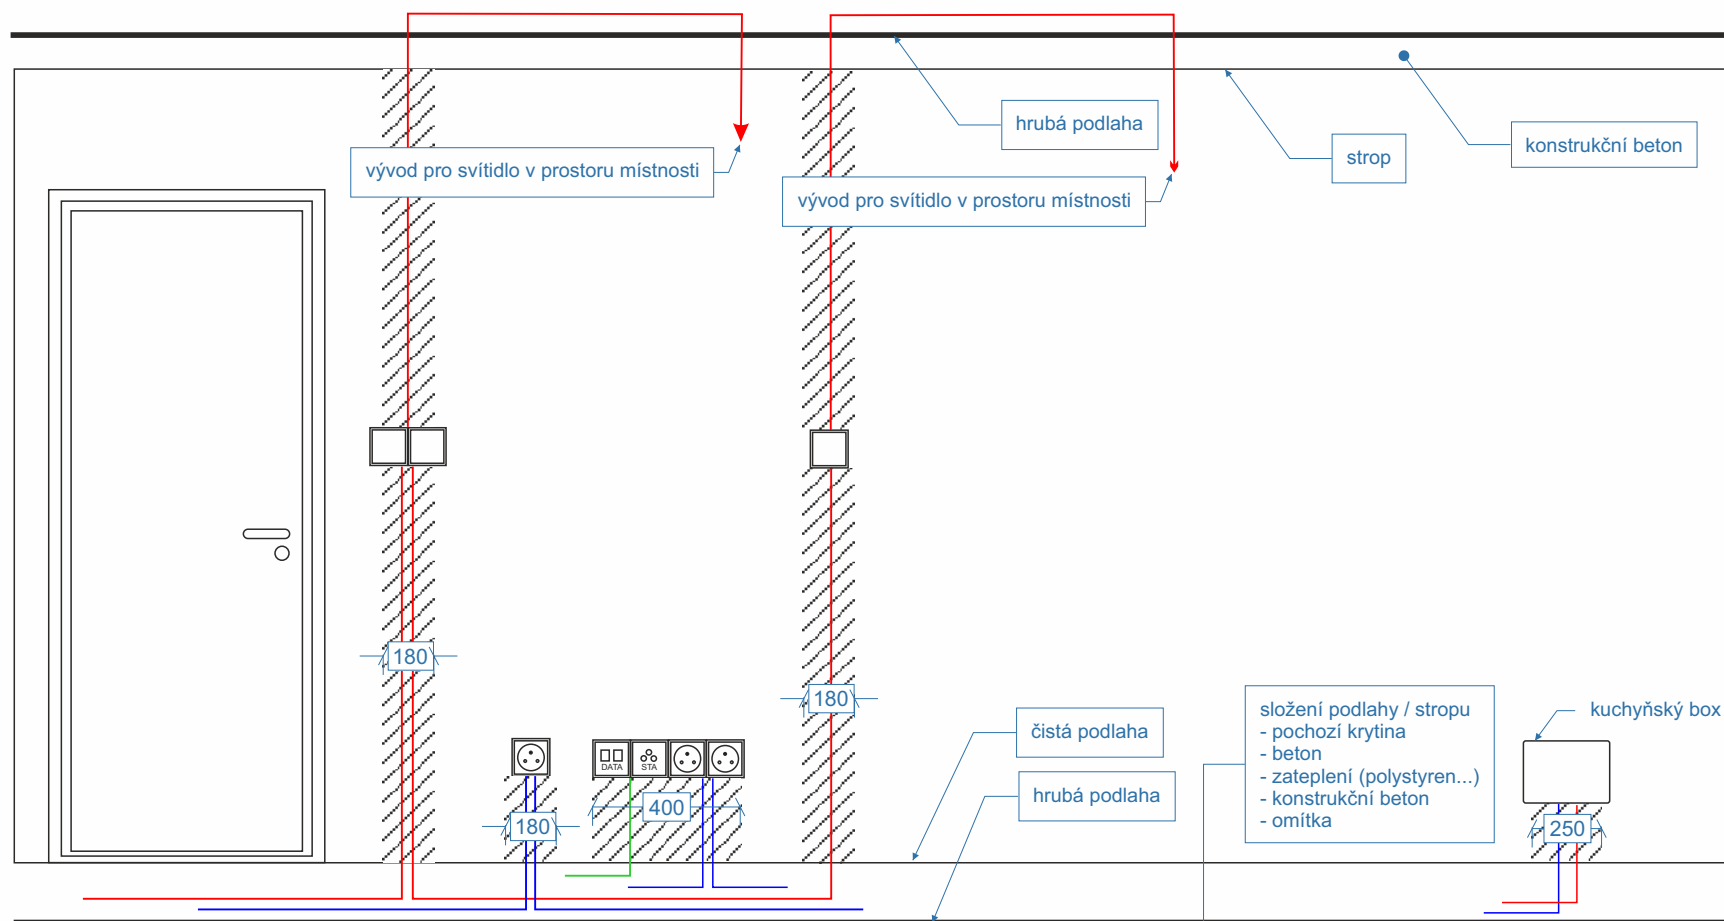 hrubá podlaha
konstrukční beton
strop
vývod pro svítidlo v prostoru místnosti
vývod pro svítidlo v prostoru místnosti
180
180
složení podlahy / stropu
- pochozí krytina
- beton
- zateplení (polystyren...)
- konstrukční beton
- omítka
kuchyňský box
čistá podlaha
hrubá podlaha
DATA
STA
400
180
250